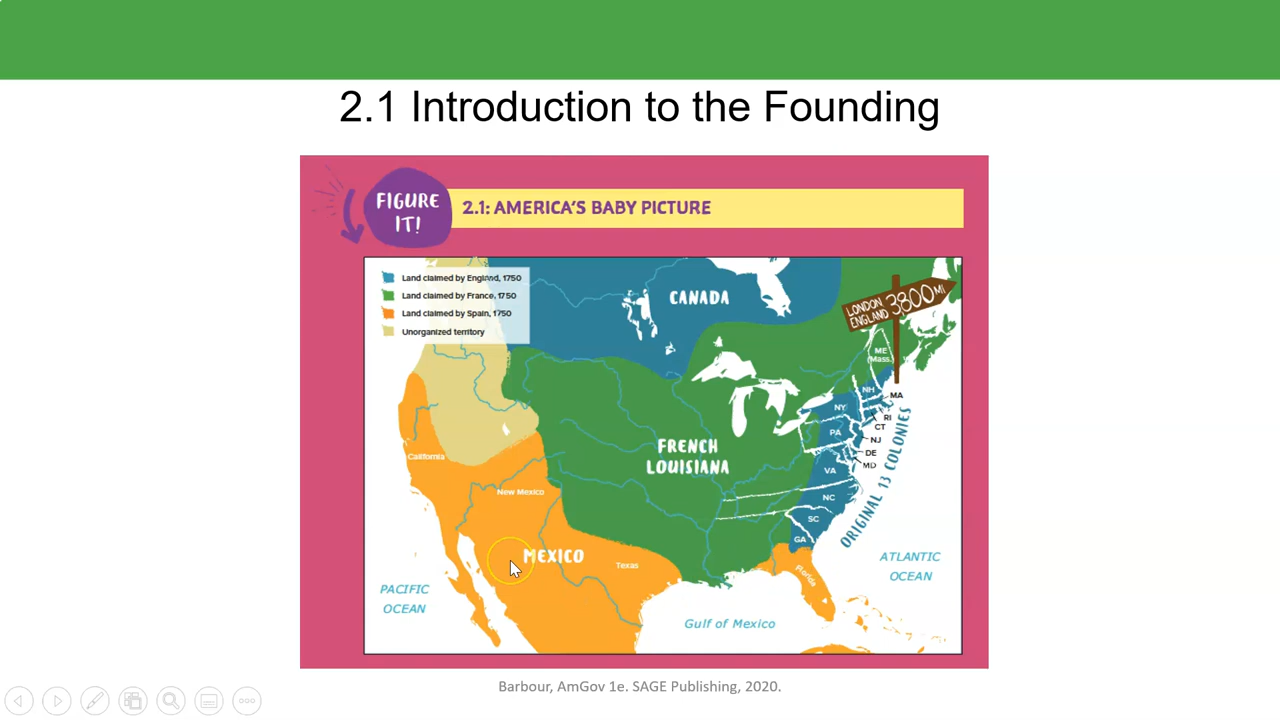 2.1 Introduction to the Founding
FIGURE
IT!
2.1: AMERICA'S BABY PICTURE
Land claimed by England, 1750
Land claimed by France, 1750
Land claimed by Spain, 1750
Unorganized territory
CANADA
LONDON
ENGLAND 3,800 MI
ME
(Mass.)
NH
MA
NY
RI
CT
PA
NJ
DE
MD
VA
NC
SC
GA
ORIGINAL 13 COLONIES
FRENCH
LOUISIANA
California
New Mexico
MEXICO
Texas
Florida
ATLANTIC
OCEAN
PACIFIC
OCEAN
Gulf of Mexico
Barbour, AmGov 1e. SAGE Publishing, 2020.